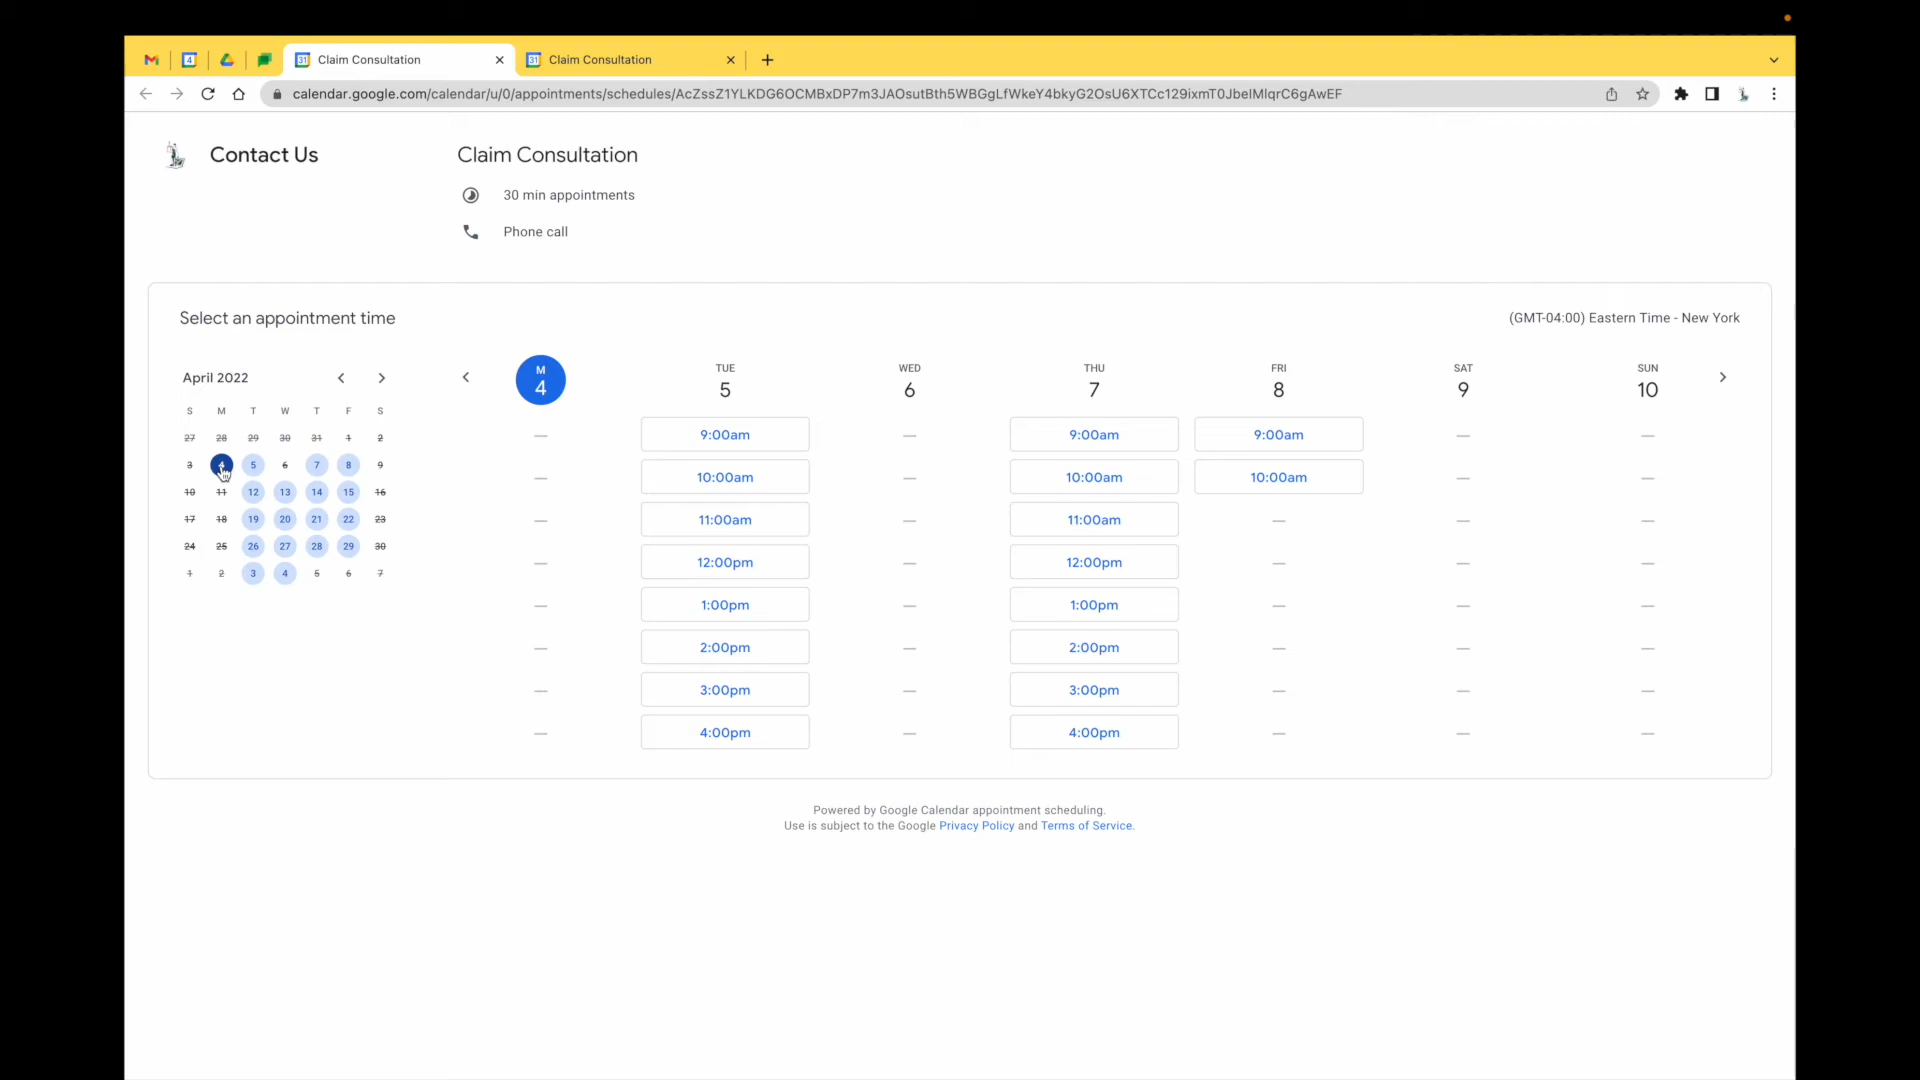 Claim Consultation
Claim Consultation
calendar.google.com/calendar/u/0/appointments/schedules/AcZssZ1YLKDG6OCMBxDP7m3JAOsutBth5WBGgLfWkeY4bkyG2OsU6XTCc129ixmT0JbeIMlqrC6gAwEF
Contact Us
Claim Consultation
30 min appointments
Phone call
Select an appointment time
(GMT-04:00) Eastern Time - New York
April 2022
S M T W T F S
27 28 29 30 31 1 2
3 4 5 6 7 8 9
10 11 12 13 14 15 16
17 18 19 20 21 22 23
24 25 26 27 28 29 30
1 2 3 4 5 6 7
M TUE WED THU FRI SAT SUN
4 5 6 7 8 9 10
— 9:00am — 9:00am 9:00am — —
— 10:00am — 10:00am 10:00am — —
— 11:00am — 11:00am — — —
— 12:00pm — 12:00pm — — —
— 1:00pm — 1:00pm — — —
— 2:00pm — 2:00pm — — —
— 3:00pm — 3:00pm — — —
— 4:00pm — 4:00pm — — —
Powered by Google Calendar appointment scheduling.
Use is subject to the Google Privacy Policy and Terms of Service.